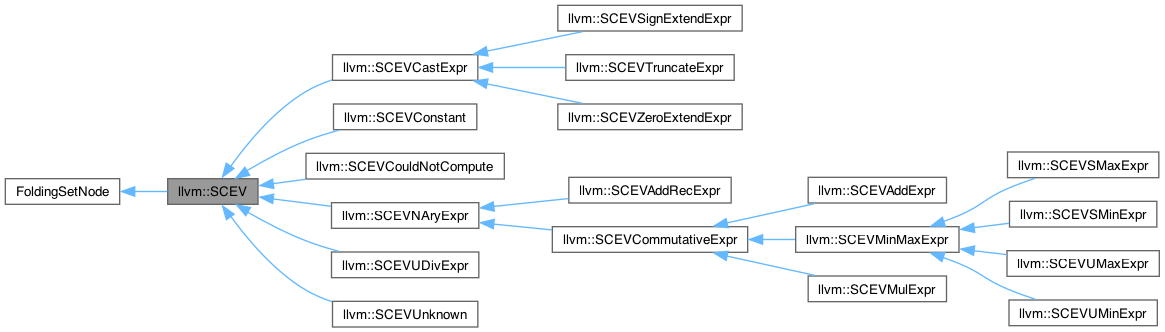 llvm::SCEVSignExtendExpr
llvm::SCEVCastExpr
llvm::SCEVTruncateExpr
llvm::SCEVZeroExtendExpr
llvm::SCEVConstant
llvm::SCEVCouldNotCompute
FoldingSetNode
llvm::SCEV
llvm::SCEVNAryExpr
llvm::SCEVAddRecExpr
llvm::SCEVCommutativeExpr
llvm::SCEVAddExpr
llvm::SCEVMinMaxExpr
llvm::SCEVMulExpr
llvm::SCEVSMaxExpr
llvm::SCEVSMinExpr
llvm::SCEVUMaxExpr
llvm::SCEVUMinExpr
llvm::SCEVUDivExpr
llvm::SCEVUnknown